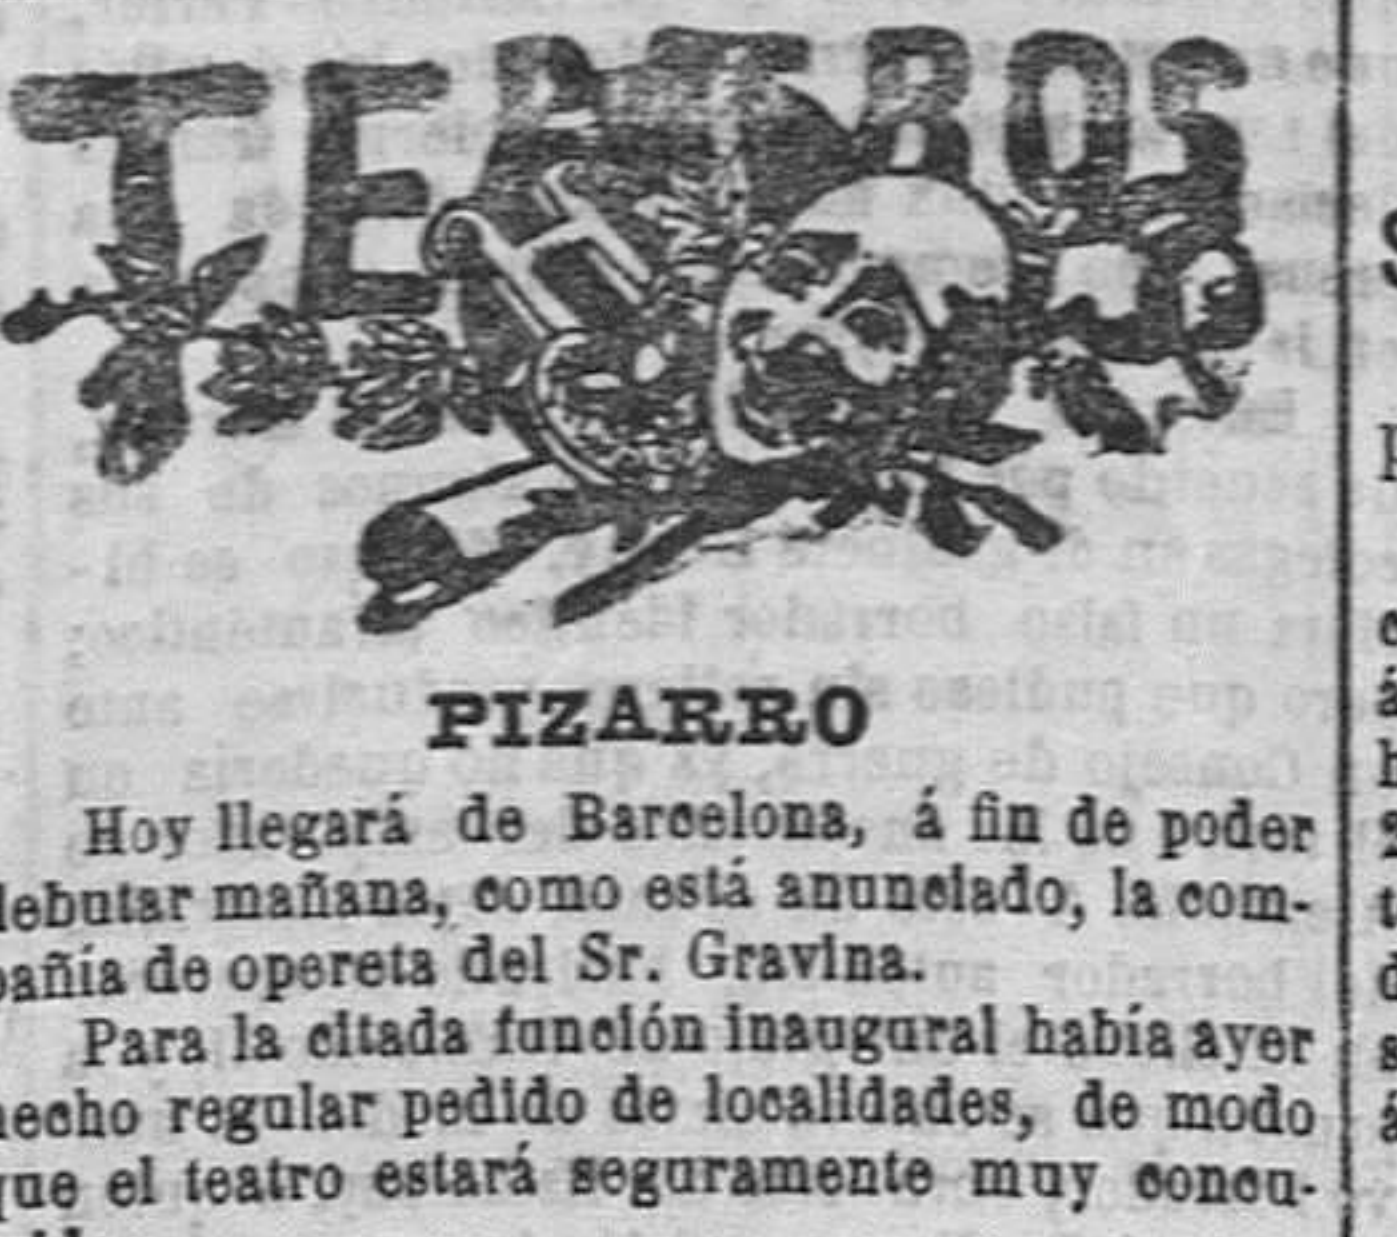 TEATROS
PIZARRO
Hoy llegará de Barcelona, á fin de poder
debutar mañana, como está anunciado, la com-
pañía de opereta del Sr. Gravina.
Para la citada función inaugural había ayer
hecho regular pedido de localidades, de modo
que el teatro estará seguramente muy concu-